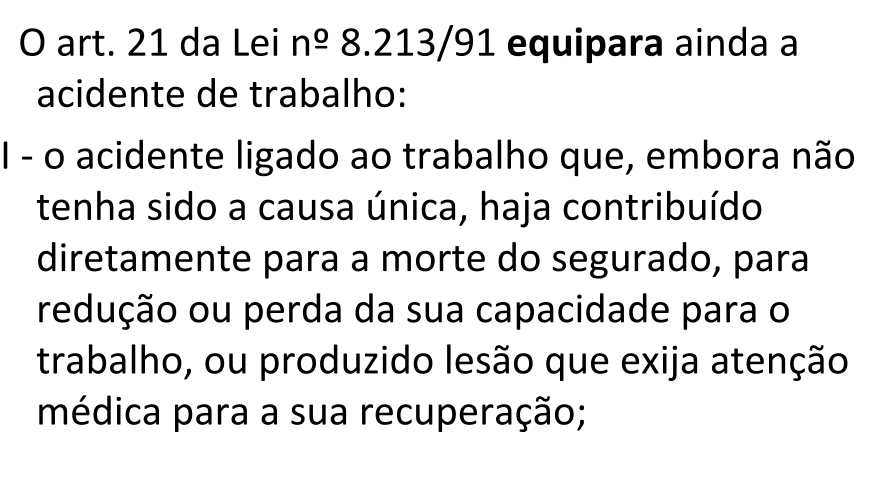 O art. 21 da Lei nº 8.213/91 equipara ainda a
acidente de trabalho:
I - o acidente ligado ao trabalho que, embora não
tenha sido a causa única, haja contribuído
diretamente para a morte do segurado, para
redução ou perda da sua capacidade para o
trabalho, ou produzido lesão que exija atenção
médica para a sua recuperação;